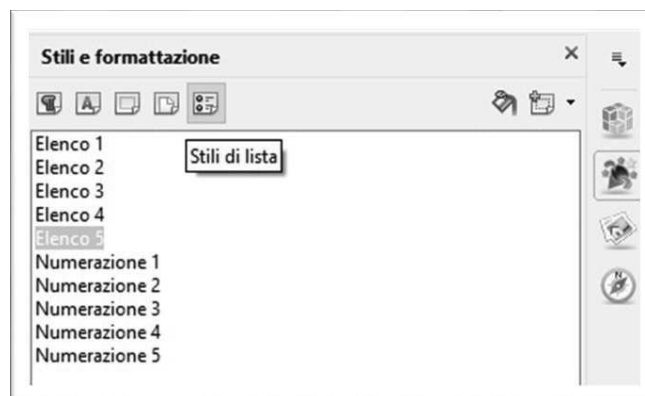 Stili e formattazione
Stili di lista
Elenco 1
Elenco 2
Elenco 3
Elenco 4
Elenco 5
Numerazione 1
Numerazione 2
Numerazione 3
Numerazione 4
Numerazione 5